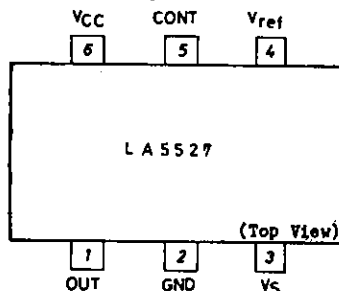 VCC CONT Vref
6 5 4
LA5527
(Top View)
1 2 3
OUT GND VS